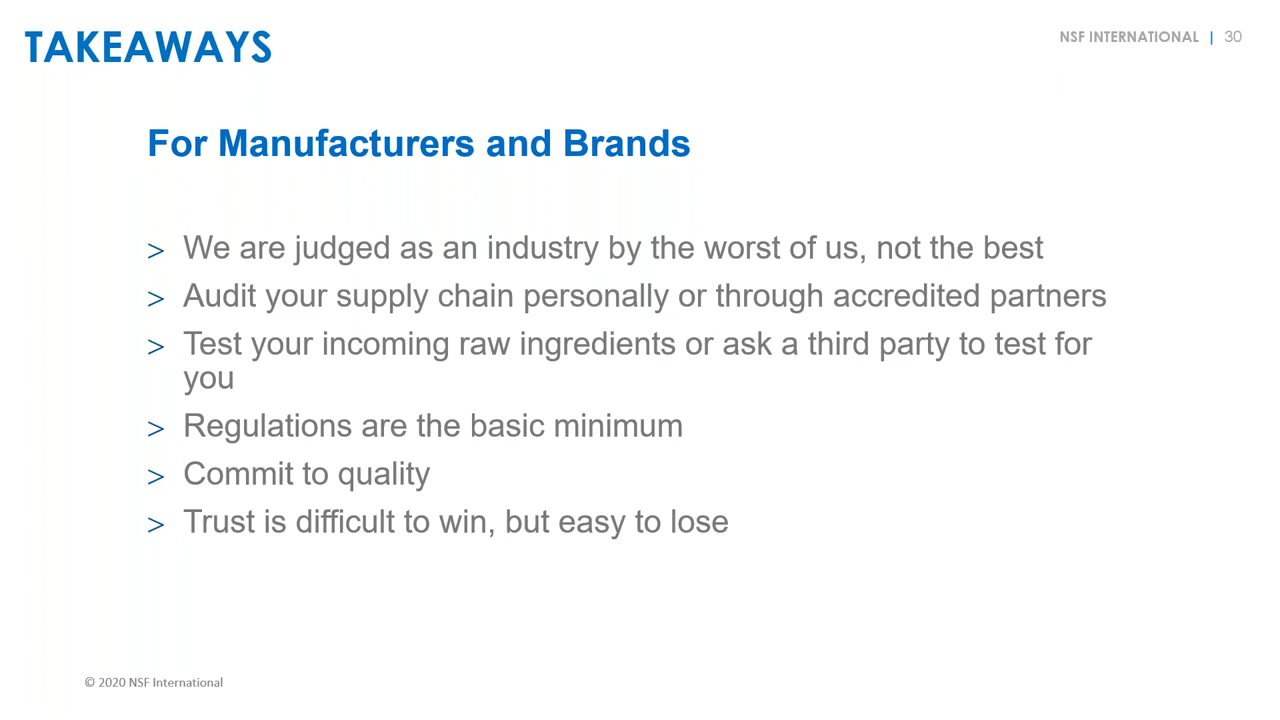 TAKEAWAYS
NSF INTERNATIONAL | 30
For Manufacturers and Brands
> We are judged as an industry by the worst of us, not the best
> Audit your supply chain personally or through accredited partners
> Test your incoming raw ingredients or ask a third party to test for
you
> Regulations are the basic minimum
> Commit to quality
> Trust is difficult to win, but easy to lose
© 2020 NSF International